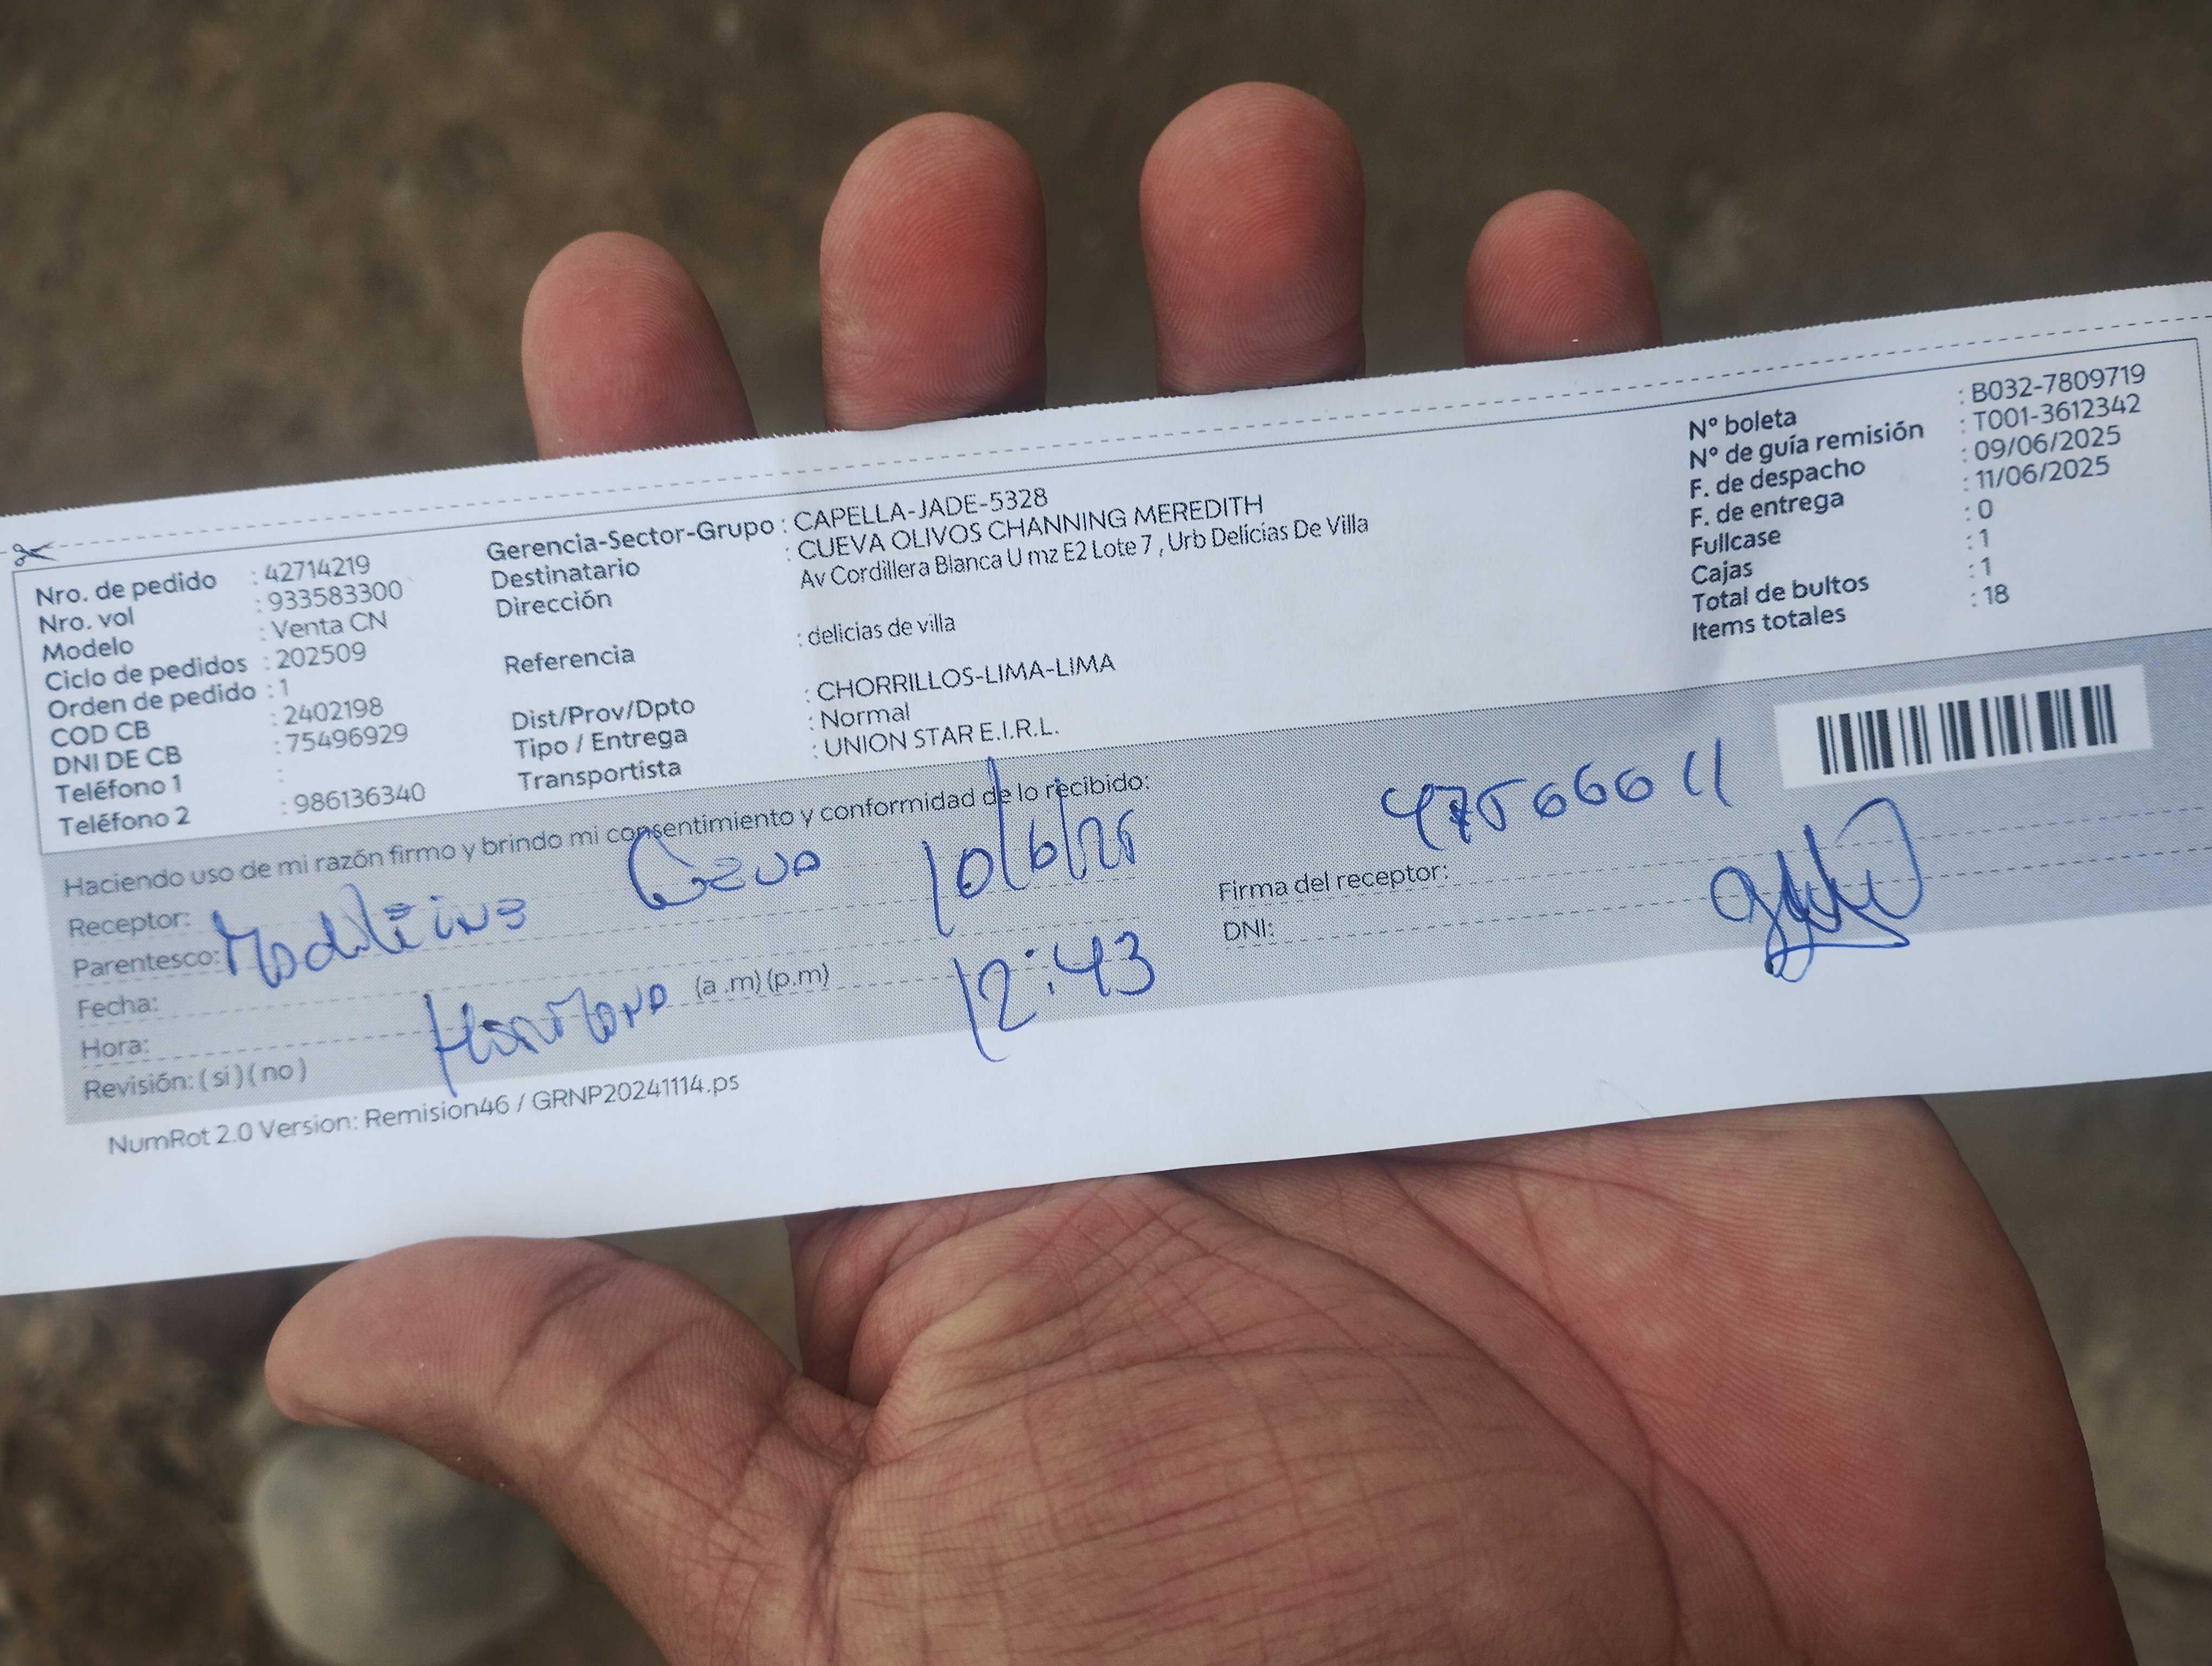 Nro. de pedido : 42714219
Nro. vol : 933583300
Modelo : Venta CN
Ciclo de pedidos : 202509
Orden de pedido : 1
COD CB : 2402198
DNI DE CB : 75496929
Teléfono 1 :
Teléfono 2 : 986136340
Gerencia-Sector-Grupo : CAPELLA-JADE-5328
Destinatario : CUEVA OLIVOS CHANNING MEREDITH
Dirección Av Cordillera Blanca U mz E2 Lote 7 , Urb Delicias De Villa
Referencia : delicias de villa
Dist/Prov/Dpto : CHORRILLOS-LIMA-LIMA
Tipo / Entrega : Normal
Transportista : UNION STAR E.I.R.L.
N° boleta : B032-7809719
N° de guía remisión : T001-3612342
F. de despacho : 09/06/2025
F. de entrega : 11/06/2025
Fullcase : 0
Cajas : 1
Total de bultos : 1
Items totales : 18
Haciendo uso de mi razón firmo y brindo mi consentimiento y conformidad de lo recibido:
Receptor:
Parentesco:
Fecha: 10/6/25
Hora: (a .m) (p.m) 12:43
Revisión: ( si ) ( no )
Firma del receptor:
DNI:
NumRot 2.0 Version: Remision46 / GRNP20241114.ps